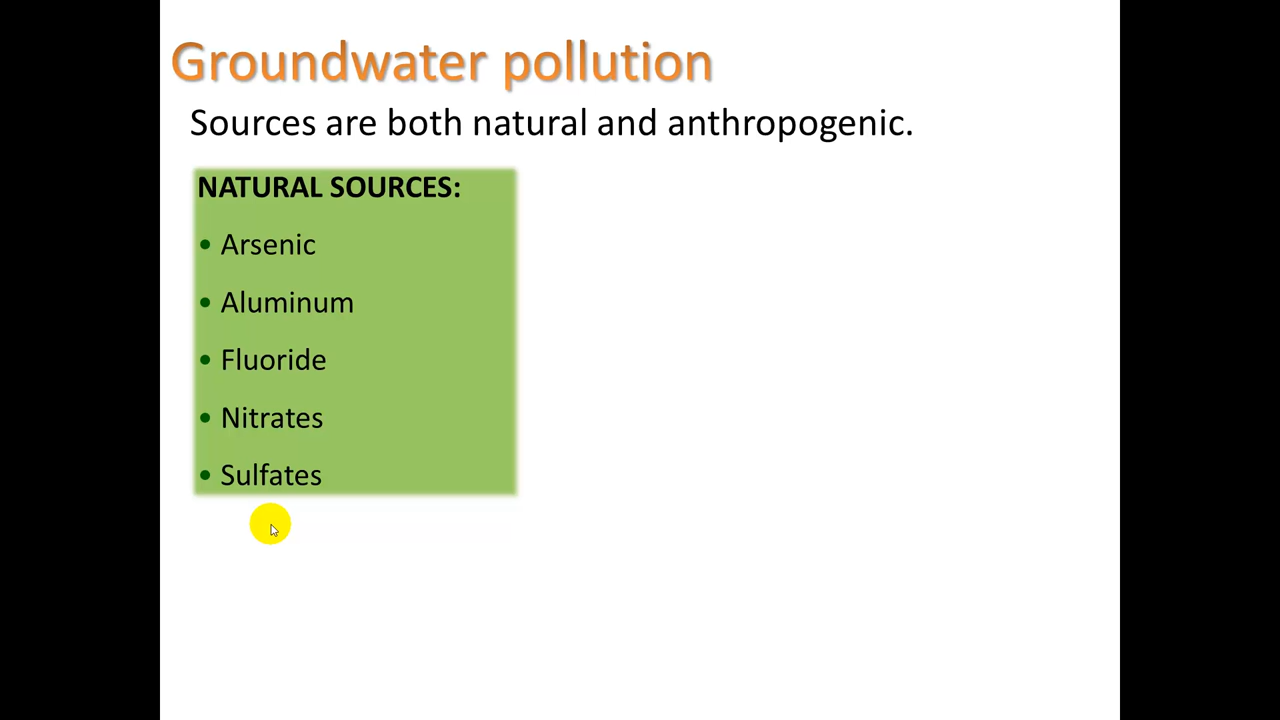 Groundwater pollution
Sources are both natural and anthropogenic.
NATURAL SOURCES:
• Arsenic
• Aluminum
• Fluoride
• Nitrates
• Sulfates